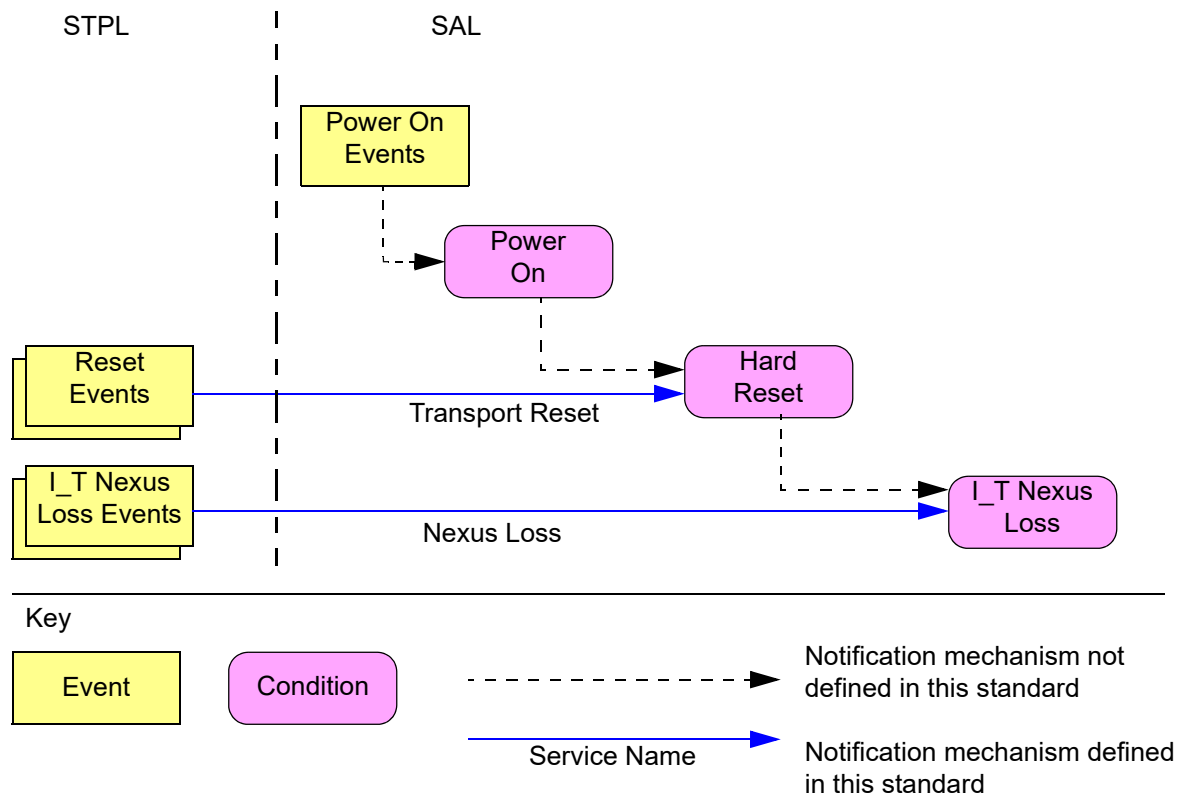 STPL
SAL
Power On
Events
Power
On
Reset
Events
Hard
Reset
Transport Reset
I_T Nexus
Loss Events
I_T Nexus
Loss
Nexus Loss
Key
Event
Condition
Notification mechanism not
defined in this standard
Service Name
Notification mechanism defined
in this standard